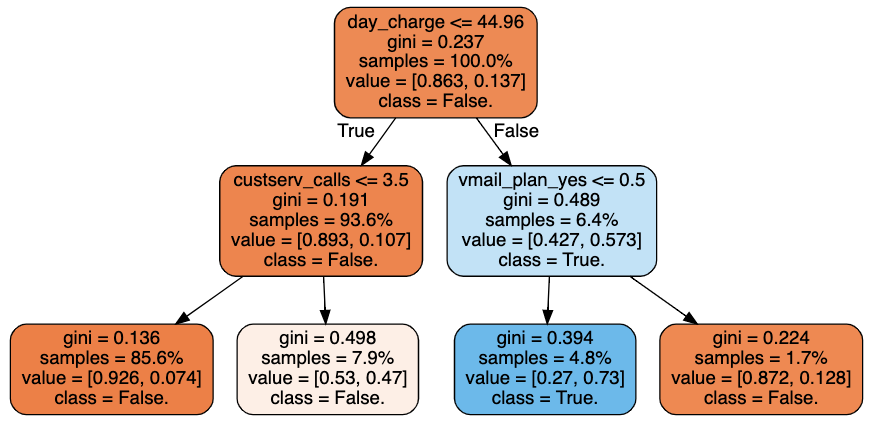 day_charge <= 44.96
gini = 0.237
samples = 100.0%
value = [0.863, 0.137]
class = False.
True
False
custserv_calls <= 3.5
gini = 0.191
samples = 93.6%
value = [0.893, 0.107]
class = False.
vmail_plan_yes <= 0.5
gini = 0.489
samples = 6.4%
value = [0.427, 0.573]
class = True.
gini = 0.136
samples = 85.6%
value = [0.926, 0.074]
class = False.
gini = 0.498
samples = 7.9%
value = [0.53, 0.47]
class = False.
gini = 0.394
samples = 4.8%
value = [0.27, 0.73]
class = True.
gini = 0.224
samples = 1.7%
value = [0.872, 0.128]
class = False.